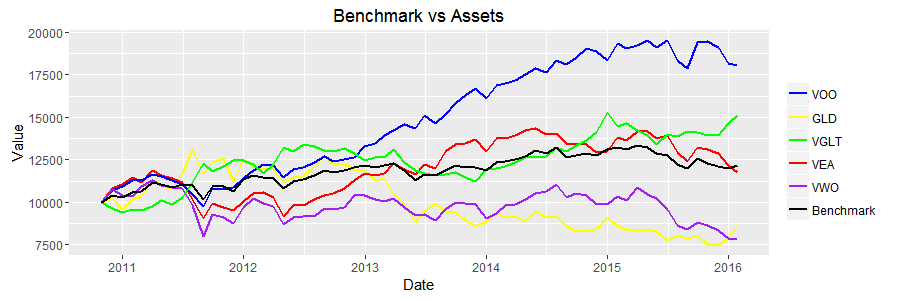 Benchmark vs Assets
Value
20000
17500
15000
12500
10000
7500
2011 2012 2013 2014 2015 2016
Date
VOO
GLD
VGLT
VEA
VWO
Benchmark